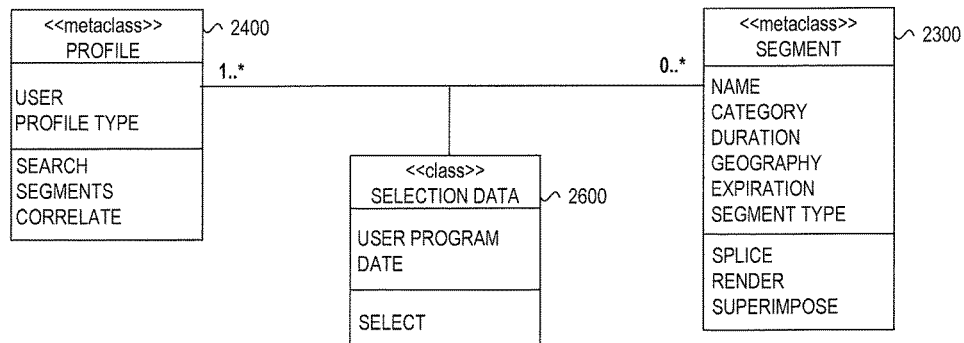 <<metaclass>>
PROFILE
2400
USER
PROFILE TYPE
SEARCH
SEGMENTS
CORRELATE
1..*
0..*
<<class>>
SELECTION DATA
2600
USER PROGRAM
DATE
SELECT
<<metaclass>>
SEGMENT
2300
NAME
CATEGORY
DURATION
GEOGRAPHY
EXPIRATION
SEGMENT TYPE
SPLICE
RENDER
SUPERIMPOSE